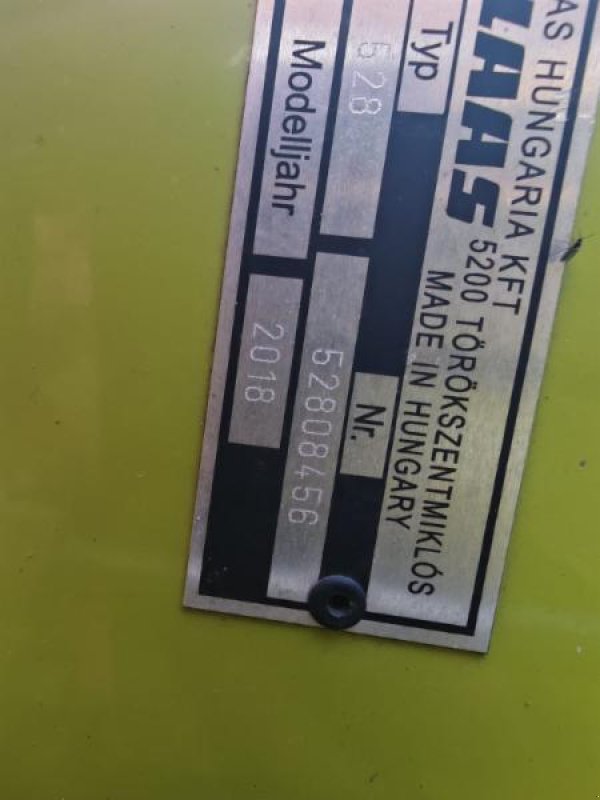 AS HUNGARIA KFT
LAAS 5200 TÖRÖKSZENTMIKLÓS
MADE IN HUNGARY
Typ Nr.
528 52808456
Modelljahr 2018